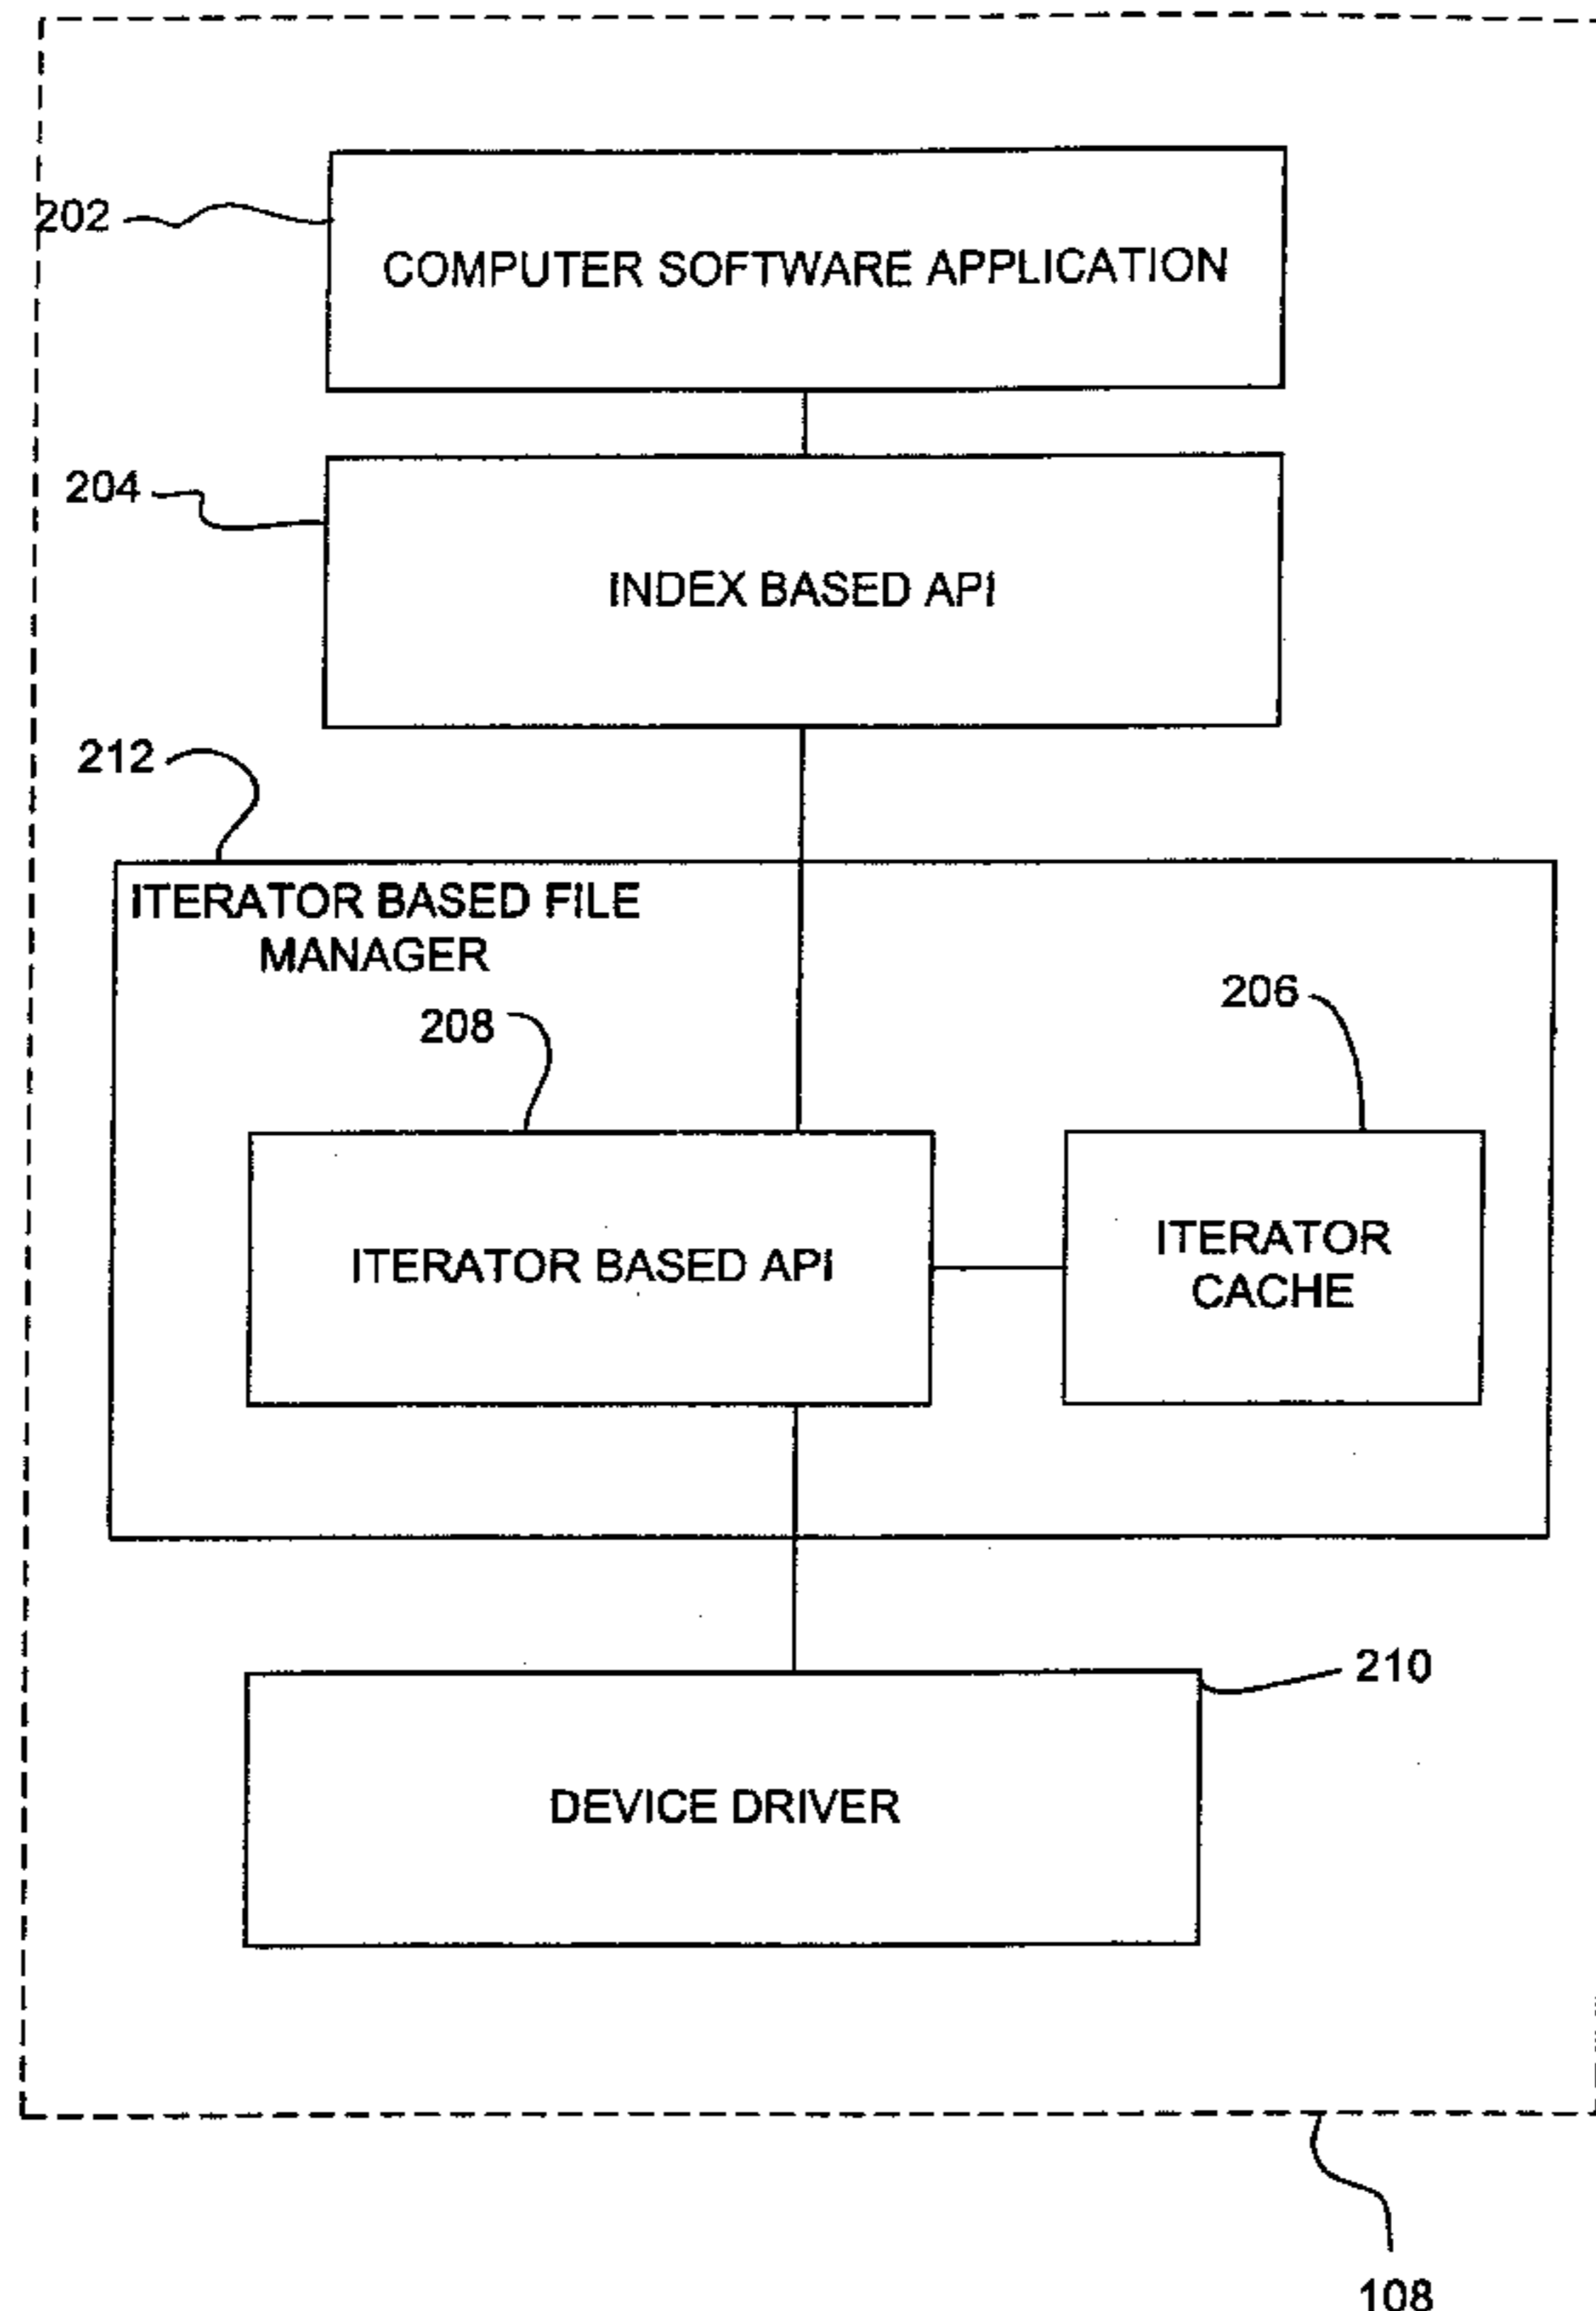 202
COMPUTER SOFTWARE APPLICATION
204
INDEX BASED API
212
ITERATOR BASED FILE
MANAGER
208
206
ITERATOR BASED API
ITERATOR
CACHE
210
DEVICE DRIVER
108